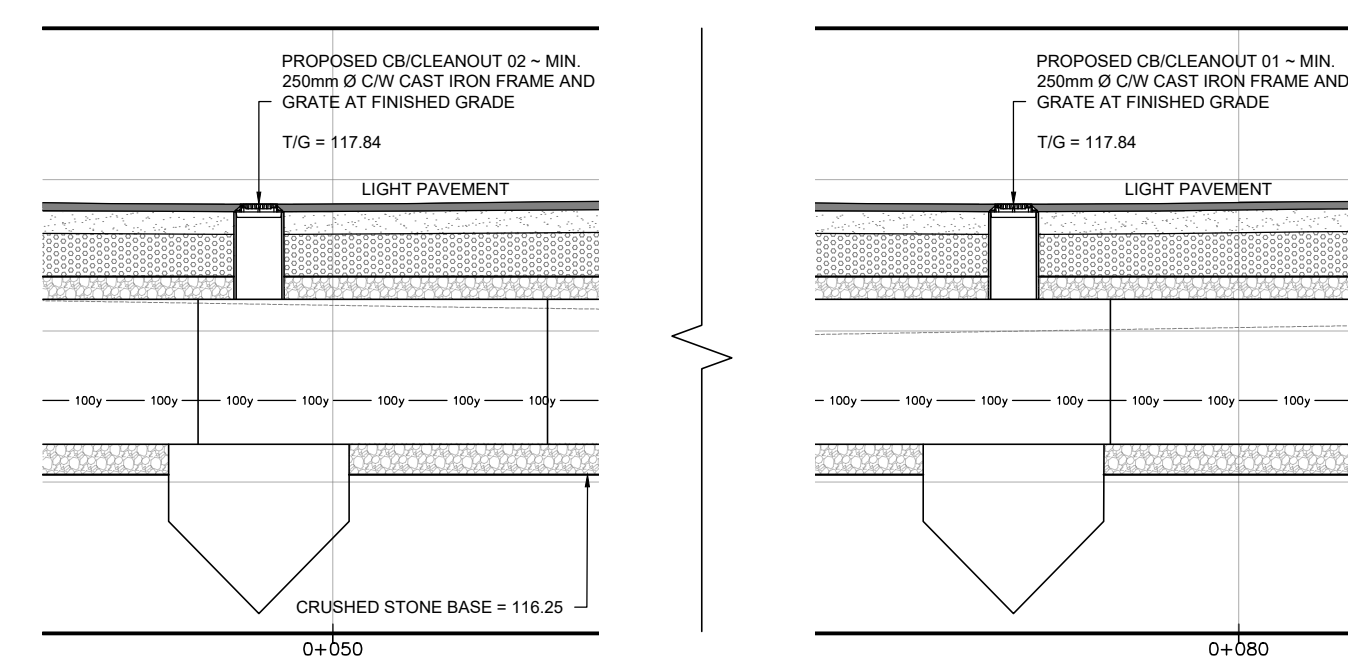 PROPOSED CB/CLEANOUT 02 ~ MIN.
250mm Ø C/W CAST IRON FRAME AND
GRATE AT FINISHED GRADE
T/G = 117.84
LIGHT PAVEMENT
100y 100y 100y 100y 100y 100y 100y
CRUSHED STONE BASE = 116.25
0+050
PROPOSED CB/CLEANOUT 01 ~ MIN.
250mm Ø C/W CAST IRON FRAME AND
GRATE AT FINISHED GRADE
T/G = 117.84
LIGHT PAVEMENT
100y 100y 100y 100y 100y 100y 100y
0+080